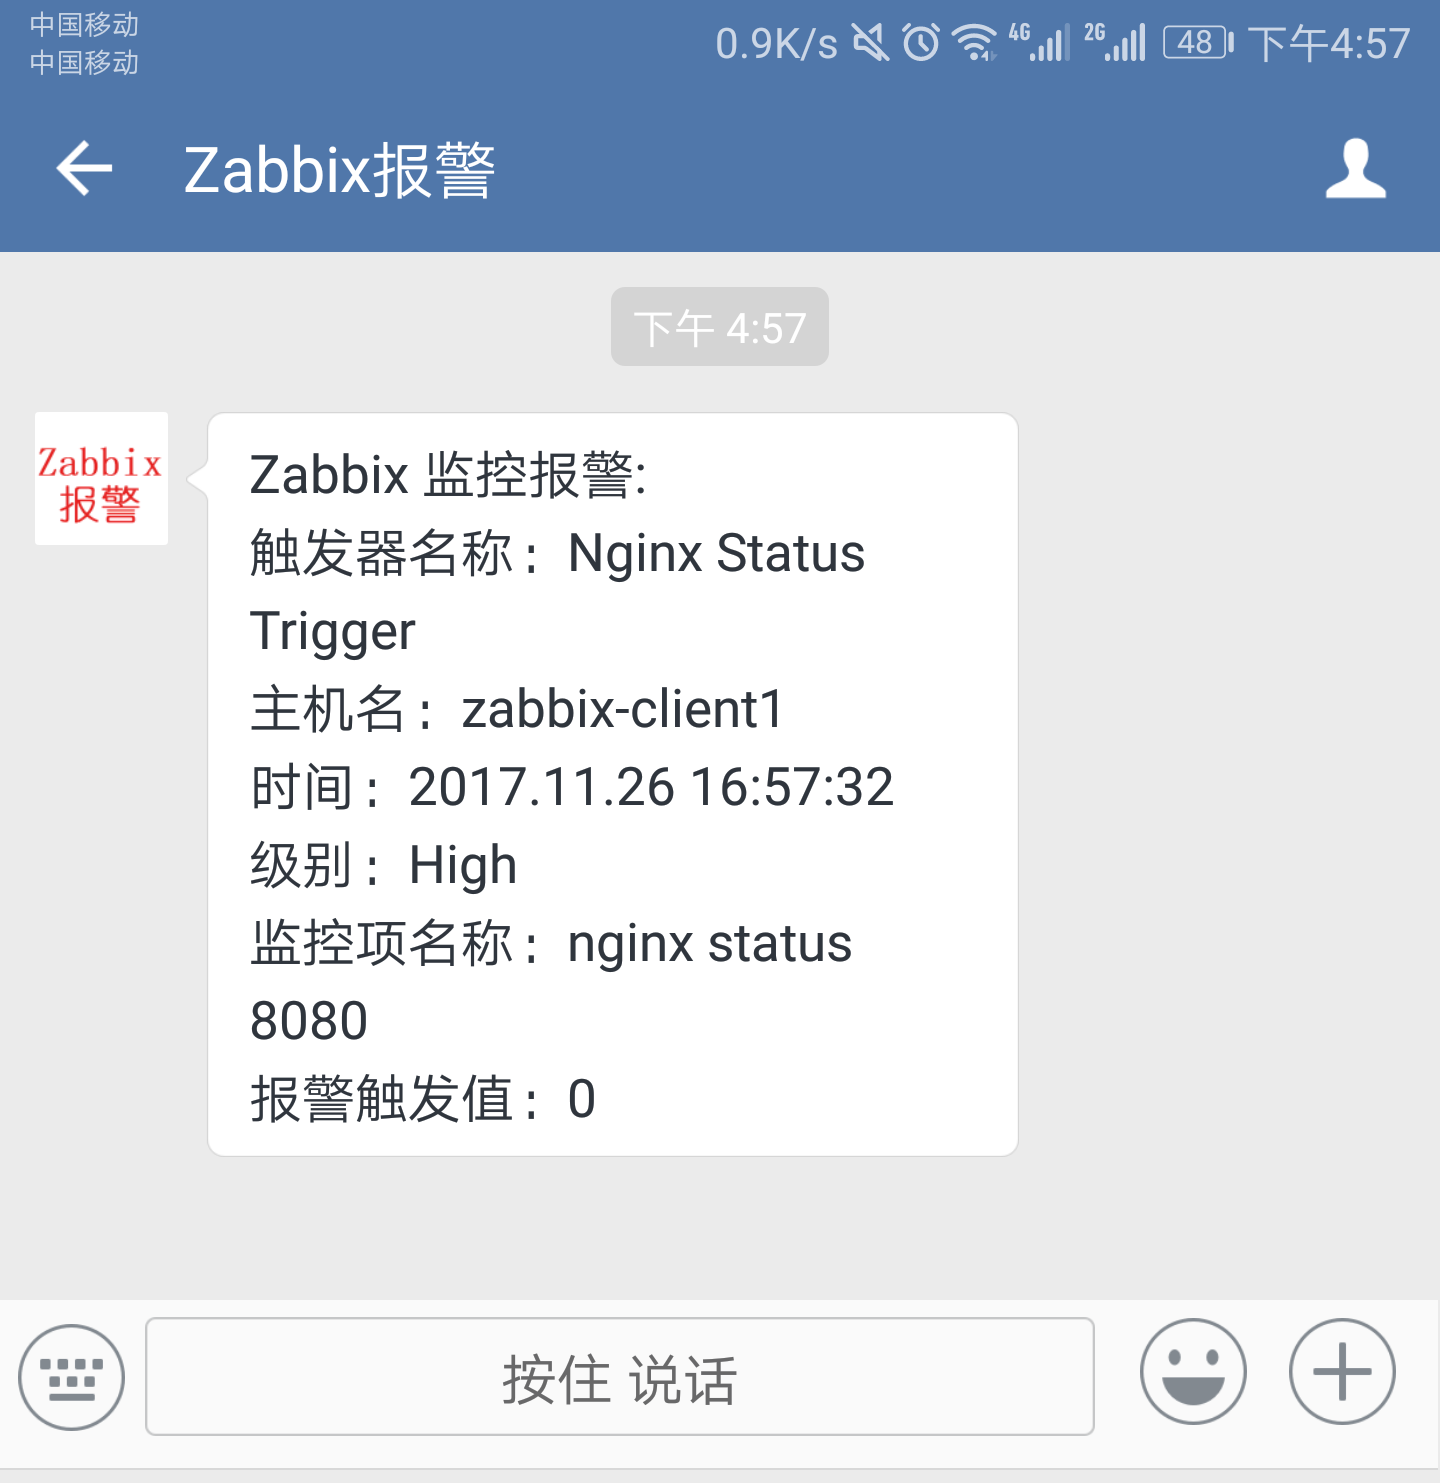 中国移动
中国移动
0.9K/s 4G 2G 48 下午4:57
Zabbix报警
下午 4:57
Zabbix
报警
Zabbix 监控报警:
触发器名称：Nginx Status
Trigger
主机名：zabbix-client1
时间：2017.11.26 16:57:32
级别：High
监控项名称：nginx status
8080
报警触发值：0
按住 说话